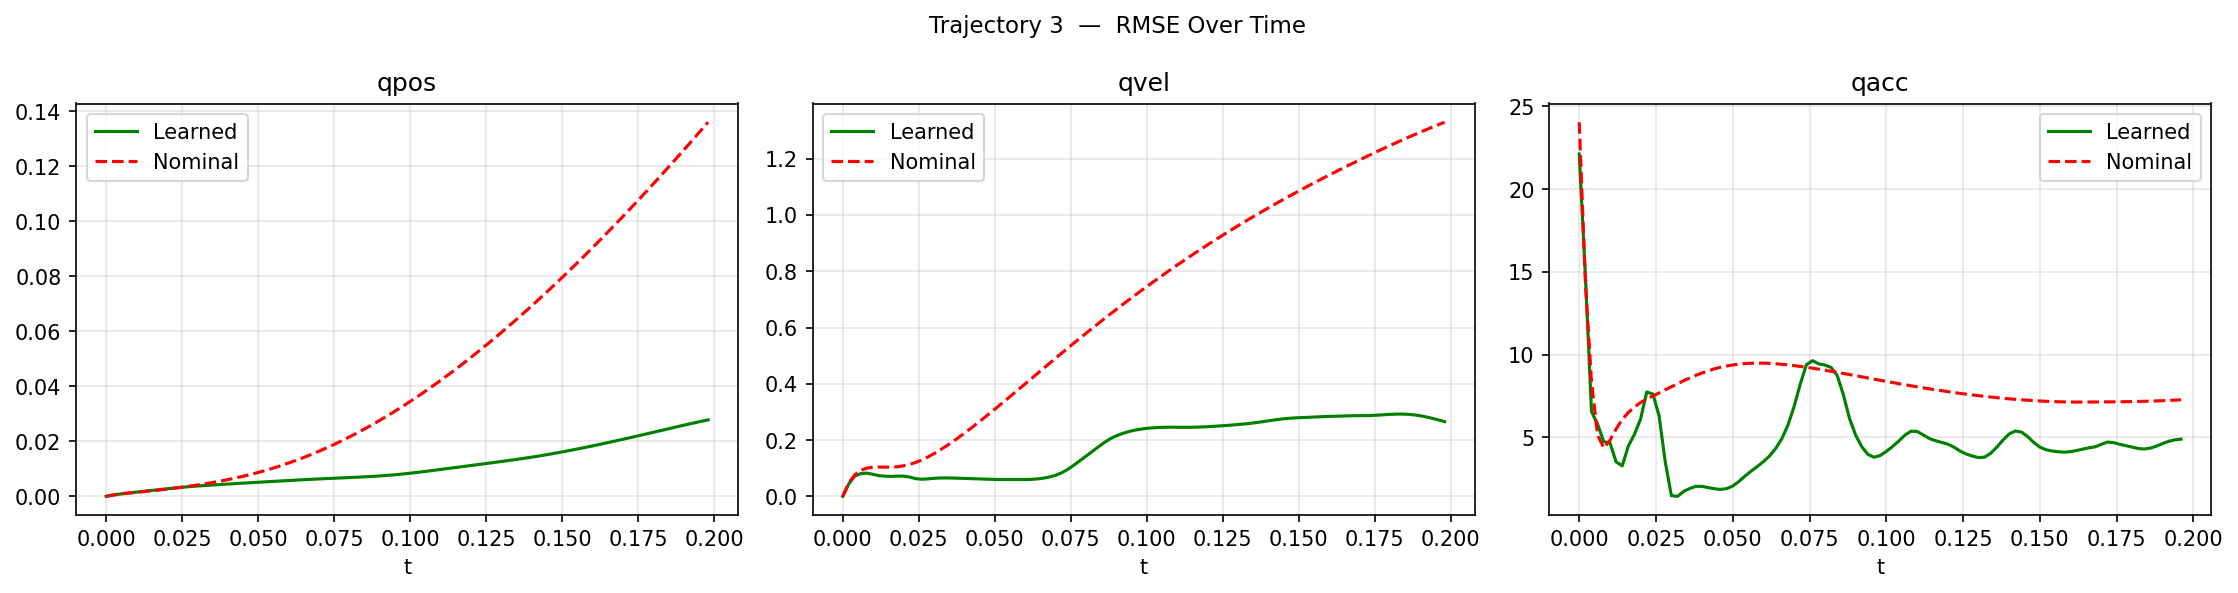 Trajectory 3 — RMSE Over Time
qpos
0.14
0.12
0.10
0.08
0.06
0.04
0.02
0.00
Learned
Nominal
0.000 0.025 0.050 0.075 0.100 0.125 0.150 0.175 0.200
t
qvel
1.2
1.0
0.8
0.6
0.4
0.2
0.0
Learned
Nominal
0.000 0.025 0.050 0.075 0.100 0.125 0.150 0.175 0.200
t
qacc
25
20
15
10
5
Learned
Nominal
0.000 0.025 0.050 0.075 0.100 0.125 0.150 0.175 0.200
t